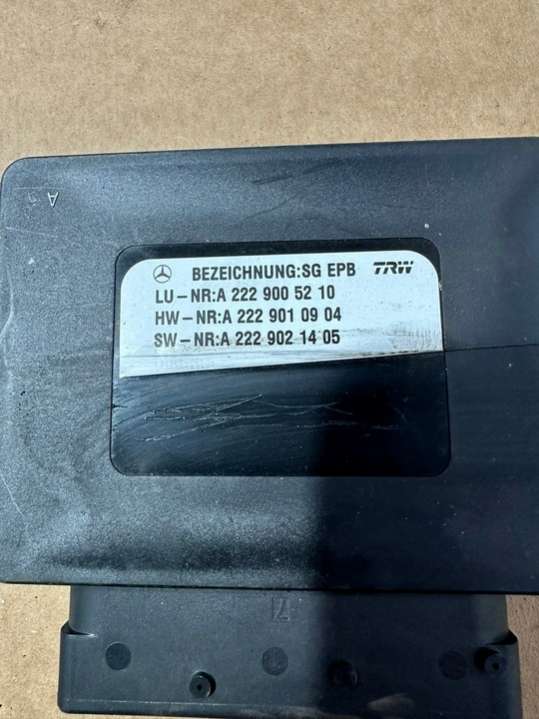 A
BEZEICHNUNG:SG EPB TRW
LU-NR:A 222 900 52 10
HW-NR:A 222 901 09 04
SW-NR:A 222 902 14 05